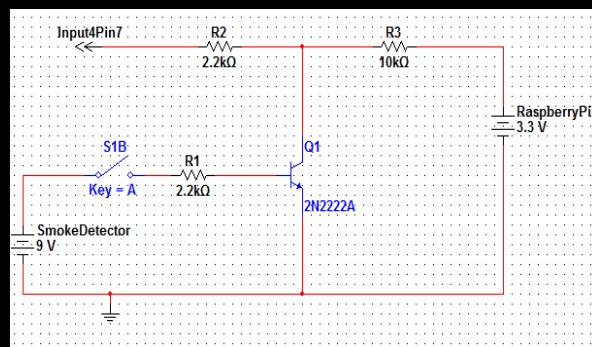 Input4Pin7
R2
2.2kΩ
R3
10kΩ
RaspberryPi
3.3 V
S1B
Key = A
R1
2.2kΩ
Q1
2N2222A
SmokeDetector
9 V